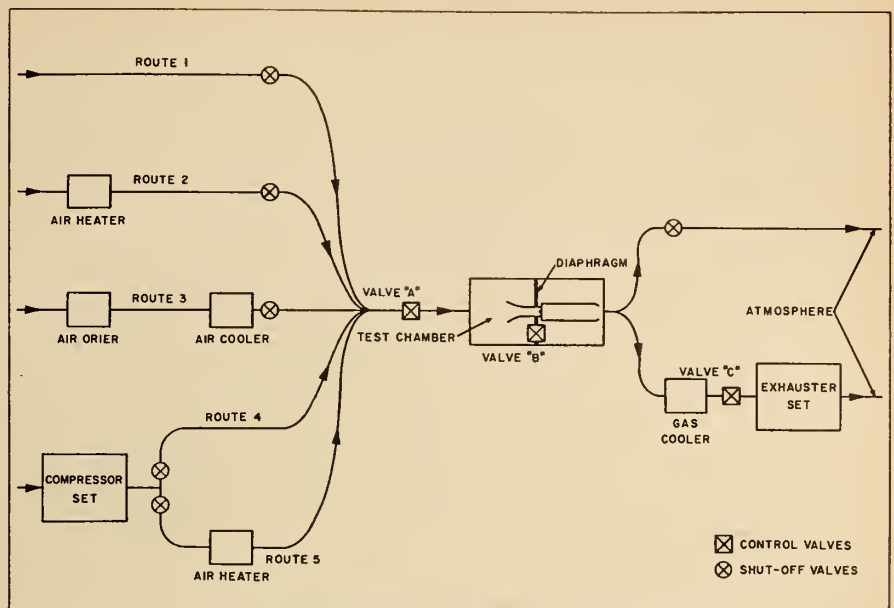 ROUTE 1
ROUTE 2
AIR HEATER
ROUTE 3
AIR ORIER
AIR COOLER
ROUTE 4
COMPRESSOR
SET
AIR HEATER
ROUTE 5
VALVE "A"
TEST CHAMBER
DIAPHRAGM
VALVE "B"
ATMOSPHERE
VALVE "C"
GAS
COOLER
EXHAUSTER
SET
CONTROL VALVES
SHUT-OFF VALVES